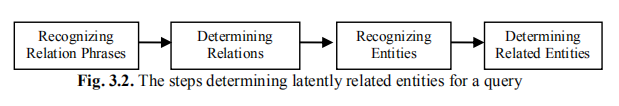 Recognizing
Relation Phrases
Determining
Relations
Recognizing
Entities
Determining
Related Entities
Fig. 3.2. The steps determining latently related entities for a query